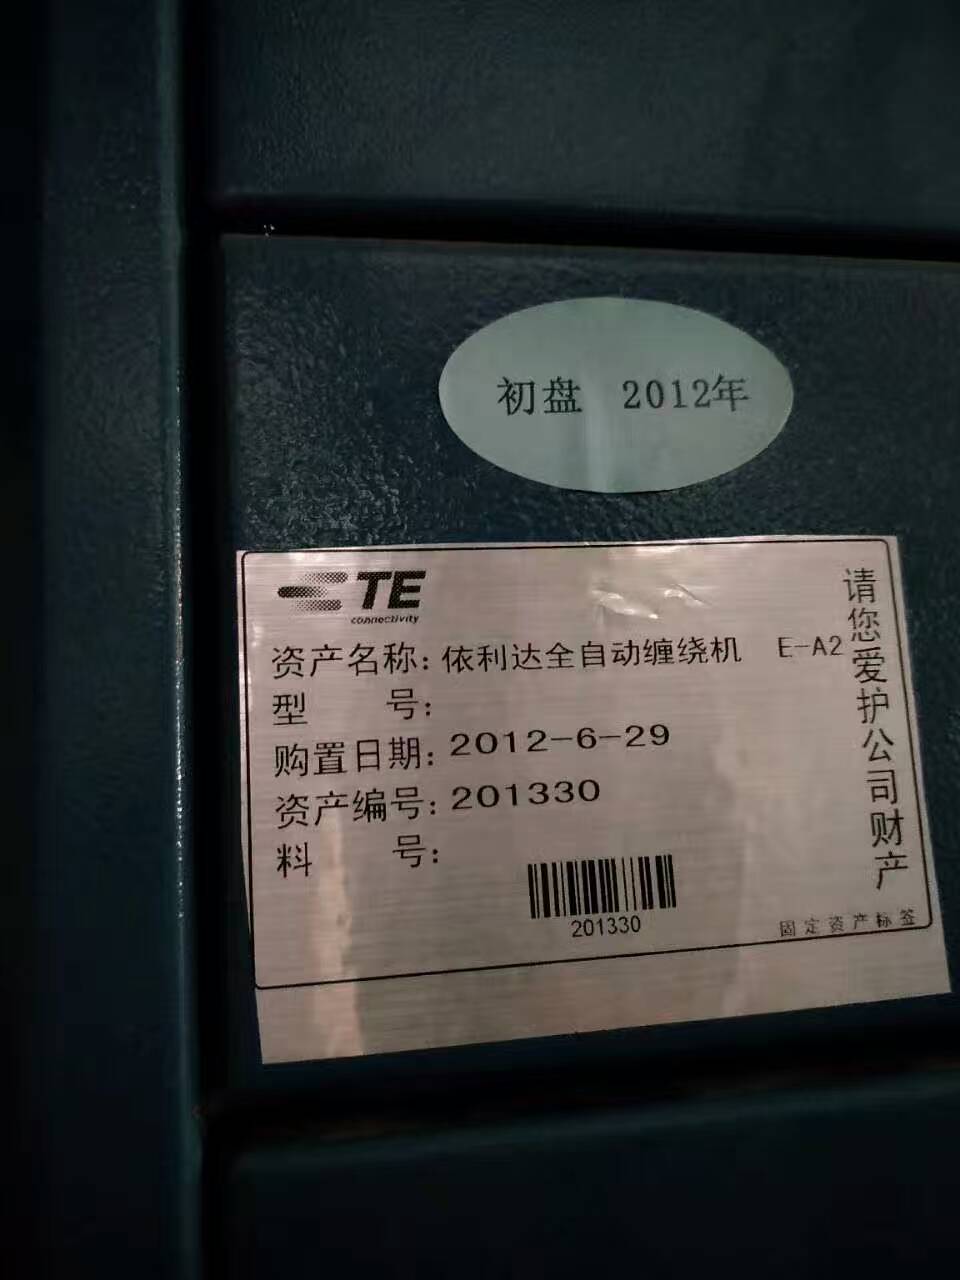 初盘 2012年
TE
connectivity
资产名称: 依利达全自动缠绕机 E-A2
型 号:
购置日期: 2012-6-29
资产编号: 201330
料 号:
201330
请您爱护公司财产
固定资产标签